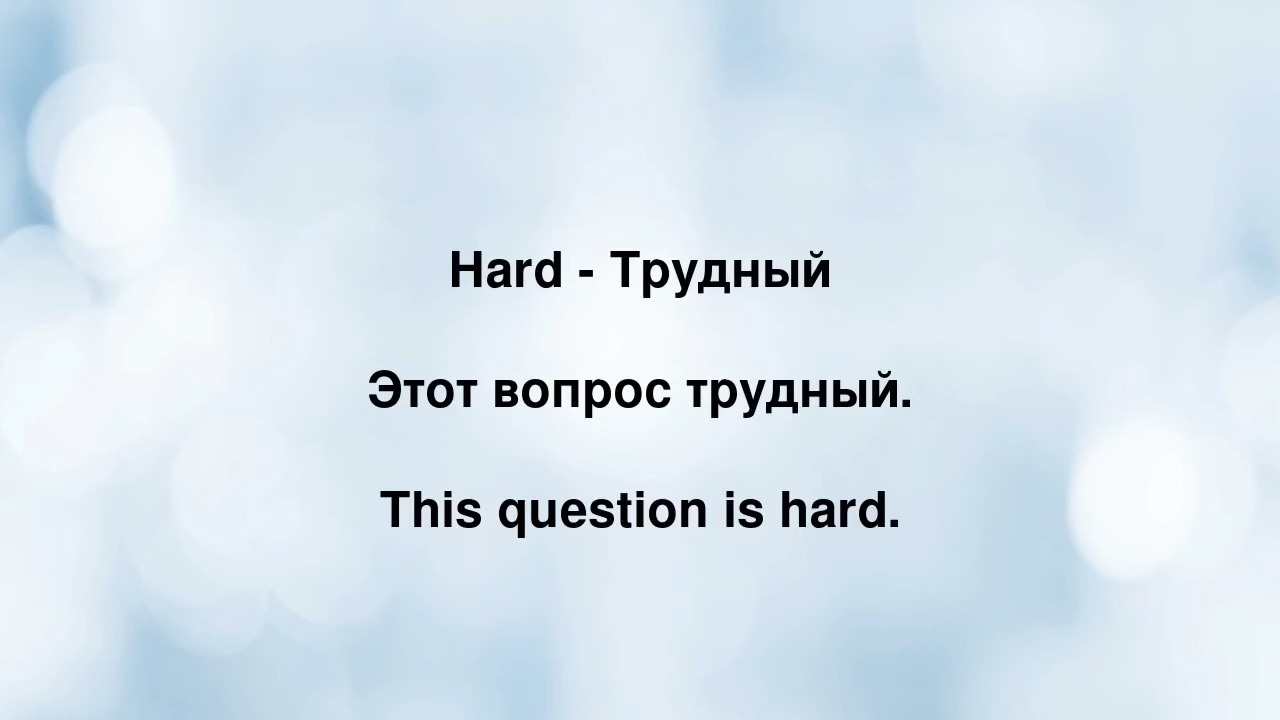 Hard - Трудный
Этот вопрос трудный.
This question is hard.